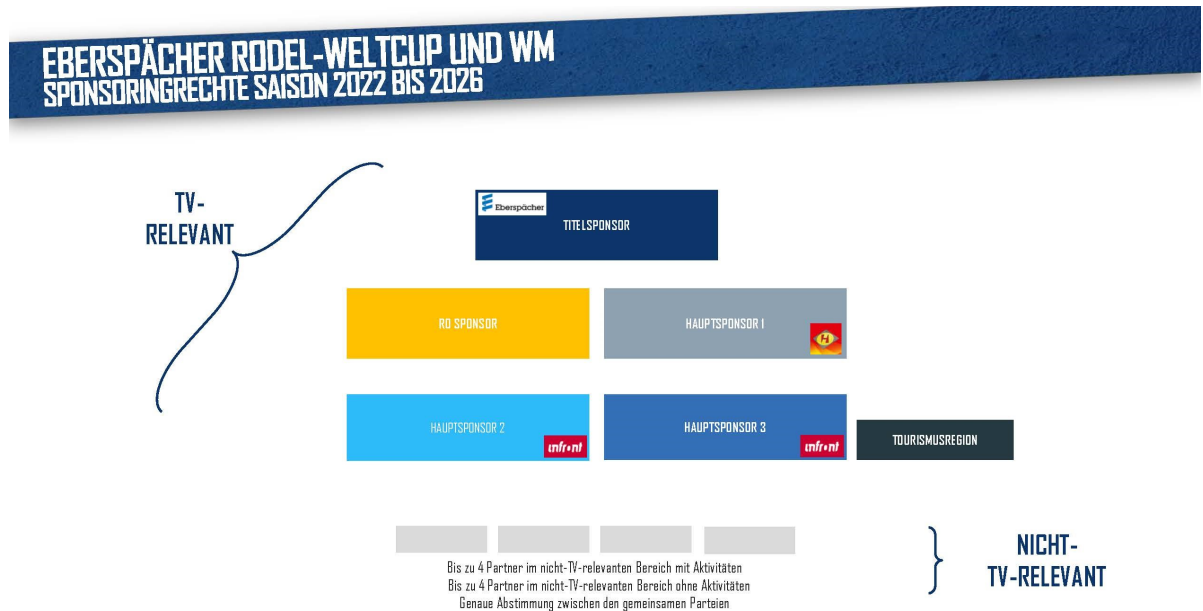 EBERSPÄCHER RODEL-WELTCUP UND WM
SPONSORINGRECHTE SAISON 2022 BIS 2026
TV-
RELEVANT
Eberspächer
TITELSPONSOR
RD SPONSOR
HAUPTSPONSOR 1
H
HAUPTSPONSOR 2
infront
HAUPTSPONSOR 3
infront
TOURISMUSREGION
Bis zu 4 Partner im nicht-TV-relevanten Bereich mit Aktivitäten
Bis zu 4 Partner im nicht-TV-relevanten Bereich ohne Aktivitäten
Genaue Abstimmung zwischen den gemeinsamen Parteien
NICHT-
TV-RELEVANT